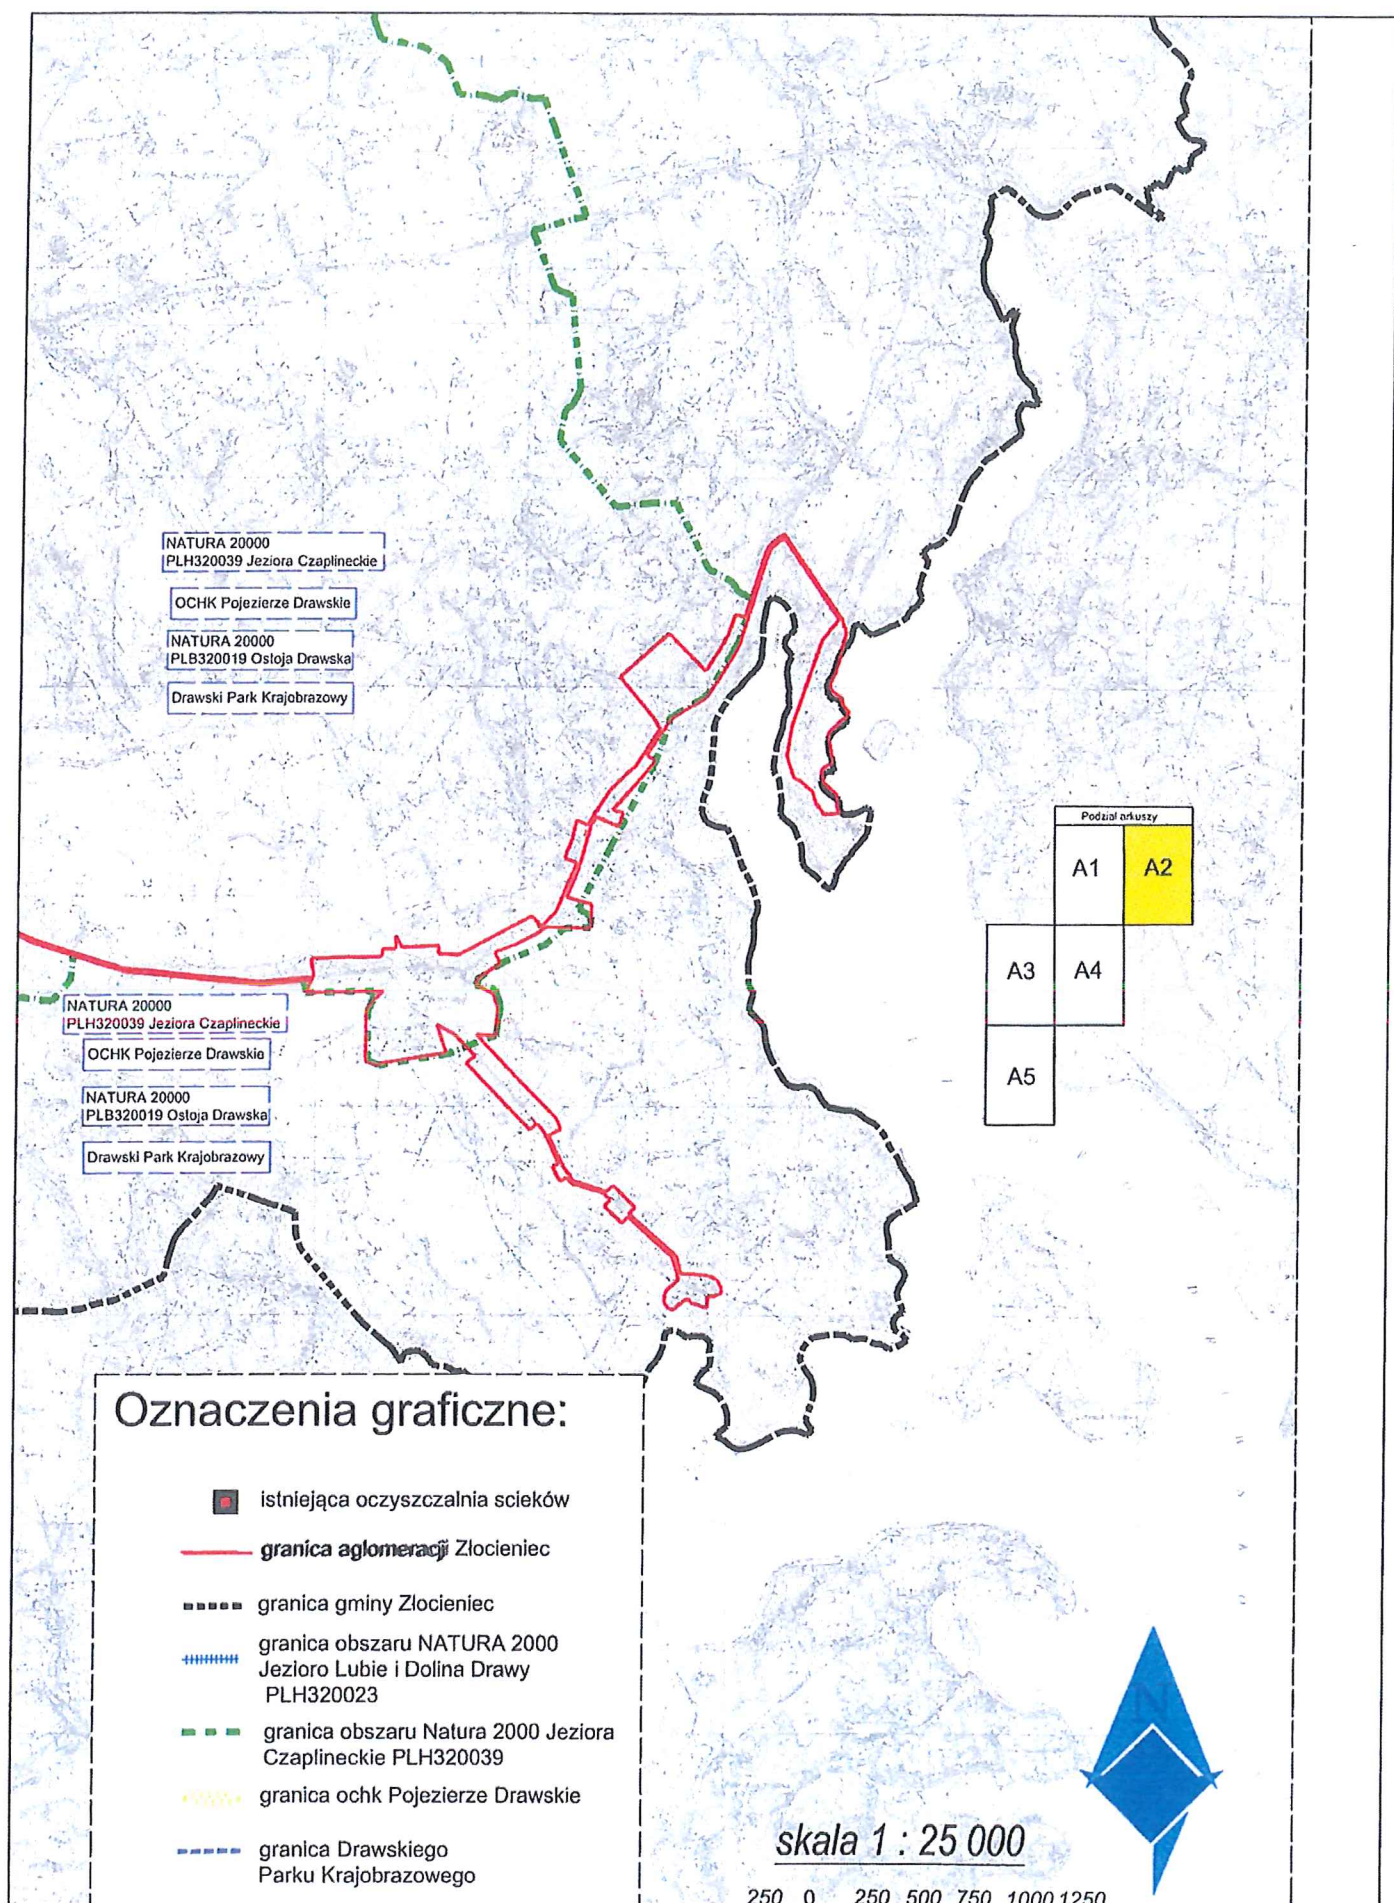 NATURA 20000
PLH320039 Jeziora Czaplineckie
OCHK Pojezierze Drawskie
NATURA 20000
PLB320019 Ostoja Drawska
Drawski Park Krajobrazowy
Podział arkuszy
A1
A2
A3
A4
A5
NATURA 20000
PLH320039 Jeziora Czaplineckie
OCHK Pojezierze Drawskie
NATURA 20000
PLB320019 Ostoja Drawska
Drawski Park Krajobrazowy
Oznaczenia graficzne:
istniejąca oczyszczalnia scieków
granica aglomeracji Złocieniec
granica gminy Złocieniec
granica obszaru NATURA 2000
Jezioro Lubie i Dolina Drawy
PLH320023
granica obszaru Natura 2000 Jeziora
Czaplineckie PLH320039
granica ochk Pojezierze Drawskie
granica Drawskiego
Parku Krajobrazowego
N
skala 1 : 25 000
250 0 250 500 750 1000 1250